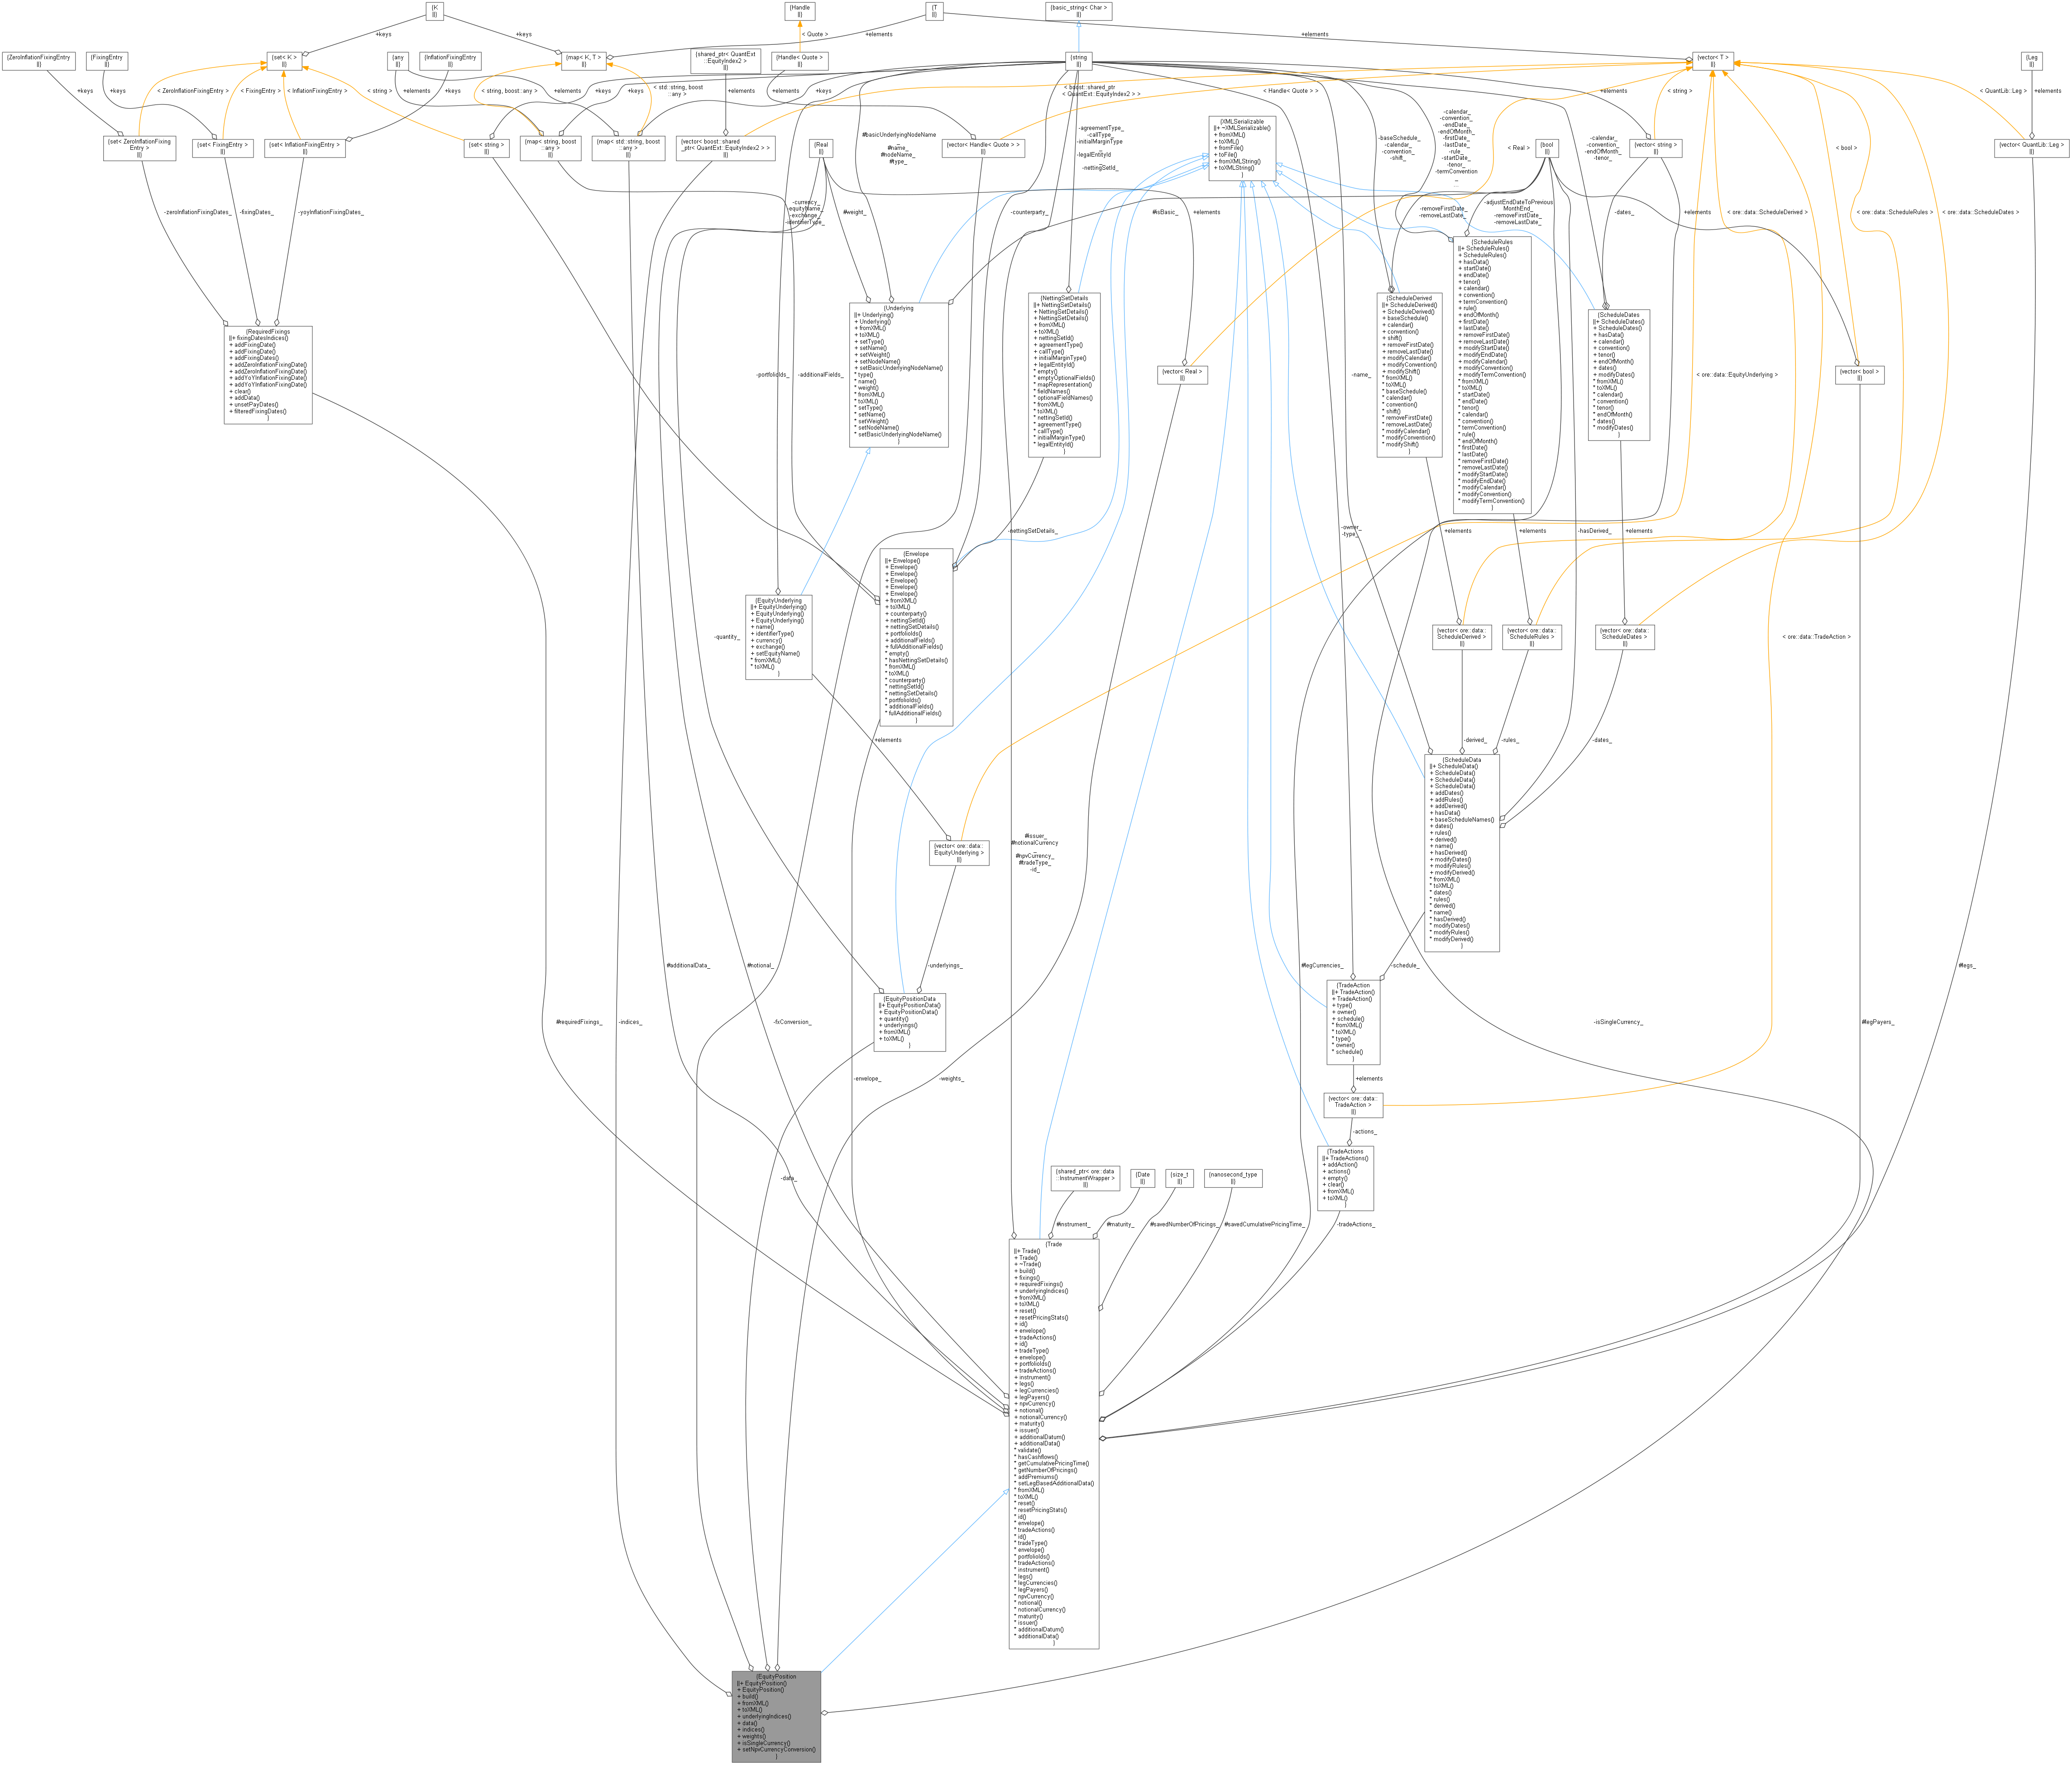 {K
||}
{Handle
||}
{T
||}
{basic_string< Char >
||}
+keys
+keys
< Quote >
+elements
+elements
{ZeroInflationFixingEntry
||}
{FixingEntry
||}
{set< K >
||}
{any
||}
{InflationFixingEntry
||}
{map< K, T >
||}
{shared_ptr< QuantExt
::EquityIndex2 >
||}
{Handle< Quote >
||}
{string
||}
{vector< T >
||}
{Leg
||}
+keys
+keys
< ZeroInflationFixingEntry >
< FixingEntry >
< InflationFixingEntry >
< string >
+elements
+keys
< string, boost::any >
+elements
+keys
< std::string, boost
::any >
+elements
+elements
+keys
< boost::shared_ptr
< QuantExt::EquityIndex2 > >
< Handle< Quote > >
+elements
< string >
< QuantLib::Leg >
+elements
{set< ZeroInflationFixing
Entry >
||}
{set< FixingEntry >
||}
{set< InflationFixingEntry >
||}
{set< string >
||}
{map< string, boost
::any >
||}
{map< std::string, boost
::any >
||}
{vector< boost::shared
_ptr< QuantExt::EquityIndex2 > >
||}
{Real
||}
#basicUnderlyingNodeName
_
#name_
#nodeName_
#type_
{vector< Handle< Quote > >
||}
-agreementType_
-callType_
-initialMarginType
_
-legalEntityId
_
-nettingSetId_
{XMLSerializable
||+ ~XMLSerializable()
+ fromXML()
+ toXML()
+ fromFile()
+ toFile()
+ fromXMLString()
+ toXMLString()
}
-baseSchedule_
-calendar_
-convention_
-shift_
-calendar_
-convention_
-endDate_
-endOfMonth_
-firstDate_
-lastDate_
-rule_
-startDate_
-tenor_
-termConvention
_
...
< Real >
{bool
||}
-calendar_
-convention_
-endOfMonth_
-tenor_
{vector< string >
||}
< bool >
{vector< QuantLib::Leg >
||}
-zeroInflationFixingDates_
-fixingDates_
-yoyInflationFixingDates_
-currency_
-equityName_
-exchange_
-identifierType_
#weight_
-counterparty_
#isBasic_
+elements
-removeFirstDate_
-removeLastDate_
-adjustEndDateToPrevious
MonthEnd_
-removeFirstDate_
-removeLastDate_
-dates_
+elements
< ore::data::ScheduleDerived >
< ore::data::ScheduleRules >
< ore::data::ScheduleDates >
{RequiredFixings
||+ fixingDatesIndices()
+ addFixingDate()
+ addFixingDate()
+ addFixingDates()
+ addZeroInflationFixingDate()
+ addZeroInflationFixingDate()
+ addYoYInflationFixingDate()
+ addYoYInflationFixingDate()
+ clear()
+ addData()
+ unsetPayDates()
+ filteredFixingDates()
}
-portfolioIds_
-additionalFields_
{Underlying
||+ Underlying()
+ Underlying()
+ fromXML()
+ toXML()
+ setType()
+ setName()
+ setWeight()
+ setNodeName()
+ setBasicUnderlyingNodeName()
* type()
* name()
* weight()
* fromXML()
* toXML()
* setType()
* setName()
* setWeight()
* setNodeName()
* setBasicUnderlyingNodeName()
}
{NettingSetDetails
||+ NettingSetDetails()
+ NettingSetDetails()
+ NettingSetDetails()
+ fromXML()
+ toXML()
+ nettingSetId()
+ agreementType()
+ callType()
+ initialMarginType()
+ legalEntityId()
* empty()
* emptyOptionalFields()
* mapRepresentation()
* fieldNames()
* optionalFieldNames()
* fromXML()
* toXML()
* nettingSetId()
* agreementType()
* callType()
* initialMarginType()
* legalEntityId()
}
{vector< Real >
||}
-name_
{ScheduleDerived
||+ ScheduleDerived()
+ ScheduleDerived()
+ baseSchedule()
+ calendar()
+ convention()
+ shift()
+ removeFirstDate()
+ removeLastDate()
+ modifyCalendar()
+ modifyConvention()
+ modifyShift()
* fromXML()
* toXML()
* baseSchedule()
* calendar()
* convention()
* shift()
* removeFirstDate()
* removeLastDate()
* modifyCalendar()
* modifyConvention()
* modifyShift()
}
{ScheduleRules
||+ ScheduleRules()
+ ScheduleRules()
+ hasData()
+ startDate()
+ endDate()
+ tenor()
+ calendar()
+ convention()
+ termConvention()
+ rule()
+ endOfMonth()
+ firstDate()
+ lastDate()
+ removeFirstDate()
+ removeLastDate()
+ modifyStartDate()
+ modifyEndDate()
+ modifyCalendar()
+ modifyConvention()
+ modifyTermConvention()
* fromXML()
* toXML()
* startDate()
* endDate()
* tenor()
* calendar()
* convention()
* termConvention()
* rule()
* endOfMonth()
* firstDate()
* lastDate()
* removeFirstDate()
* removeLastDate()
* modifyStartDate()
* modifyEndDate()
* modifyCalendar()
* modifyConvention()
* modifyTermConvention()
}
{ScheduleDates
||+ ScheduleDates()
+ ScheduleDates()
+ hasData()
+ calendar()
+ convention()
+ tenor()
+ endOfMonth()
+ dates()
+ modifyDates()
* fromXML()
* toXML()
* calendar()
* convention()
* tenor()
* endOfMonth()
* dates()
* modifyDates()
}
< ore::data::EquityUnderlying >
{vector< bool >
||}
-nettingSetDetails_
-owner_
-type_
+elements
+elements
-hasDerived_
+elements
{Envelope
||+ Envelope()
+ Envelope()
+ Envelope()
+ Envelope()
+ Envelope()
+ Envelope()
+ fromXML()
+ toXML()
+ counterparty()
+ nettingSetId()
+ nettingSetDetails()
+ portfolioIds()
+ additionalFields()
+ fullAdditionalFields()
* empty()
* hasNettingSetDetails()
* fromXML()
* toXML()
* counterparty()
* nettingSetId()
* nettingSetDetails()
* portfolioIds()
* additionalFields()
* fullAdditionalFields()
}
{EquityUnderlying
||+ EquityUnderlying()
+ EquityUnderlying()
+ EquityUnderlying()
+ name()
+ identifierType()
+ currency()
+ exchange()
+ setEquityName()
* fromXML()
* toXML()
}
-quantity_
{vector< ore::data::
ScheduleDerived >
||}
{vector< ore::data::
ScheduleRules >
||}
{vector< ore::data::
ScheduleDates >
||}
< ore::data::TradeAction >
+elements
-derived_
-rules_
-dates_
{ScheduleData
||+ ScheduleData()
+ ScheduleData()
+ ScheduleData()
+ ScheduleData()
+ addDates()
+ addRules()
+ addDerived()
+ hasData()
+ baseScheduleNames()
+ dates()
+ rules()
+ derived()
+ name()
+ hasDerived()
+ modifyDates()
+ modifyRules()
+ modifyDerived()
* fromXML()
* toXML()
* dates()
* rules()
* derived()
* name()
* hasDerived()
* modifyDates()
* modifyRules()
* modifyDerived()
}
{vector< ore::data::
EquityUnderlying >
||}
#issuer_
#notionalCurrency
_
#npvCurrency_
#tradeType_
-id_
#additionalData_
#notional_
-underlyings_
#legCurrencies_
-schedule_
#legs_
{EquityPositionData
||+ EquityPositionData()
+ EquityPositionData()
+ quantity()
+ underlyings()
+ fromXML()
+ toXML()
}
{TradeAction
||+ TradeAction()
+ TradeAction()
+ type()
+ owner()
+ schedule()
* fromXML()
* toXML()
* type()
* owner()
* schedule()
}
#requiredFixings_
-indices_
-fxConversion_
-isSingleCurrency_
#legPayers_
-envelope_
-weights_
+elements
{vector< ore::data::
TradeAction >
||}
-actions_
{TradeActions
||+ TradeActions()
+ addAction()
+ actions()
+ empty()
+ clear()
+ fromXML()
+ toXML()
}
-data_
{shared_ptr< ore::data
::InstrumentWrapper >
||}
{Date
||}
{size_t
||}
{nanosecond_type
||}
#instrument_
#maturity_
#savedNumberOfPricings_
#savedCumulativePricingTime_
-tradeActions_
{Trade
||+ Trade()
+ Trade()
+ ~Trade()
+ build()
+ fixings()
+ requiredFixings()
+ underlyingIndices()
+ fromXML()
+ toXML()
+ reset()
+ resetPricingStats()
+ id()
+ envelope()
+ tradeActions()
+ id()
+ tradeType()
+ envelope()
+ portfolioIds()
+ tradeActions()
+ instrument()
+ legs()
+ legCurrencies()
+ legPayers()
+ npvCurrency()
+ notional()
+ notionalCurrency()
+ maturity()
+ issuer()
+ additionalDatum()
+ additionalData()
* validate()
* hasCashflows()
* getCumulativePricingTime()
* getNumberOfPricings()
* addPremiums()
* setLegBasedAdditionalData()
* fromXML()
* toXML()
* reset()
* resetPricingStats()
* id()
* envelope()
* tradeActions()
* id()
* tradeType()
* envelope()
* portfolioIds()
* tradeActions()
* instrument()
* legs()
* legCurrencies()
* legPayers()
* npvCurrency()
* notional()
* notionalCurrency()
* maturity()
* issuer()
* additionalDatum()
* additionalData()
}
{EquityPosition
||+ EquityPosition()
+ EquityPosition()
+ build()
+ fromXML()
+ toXML()
+ underlyingIndices()
+ data()
+ indices()
+ weights()
+ isSingleCurrency()
+ setNpvCurrencyConversion()
}